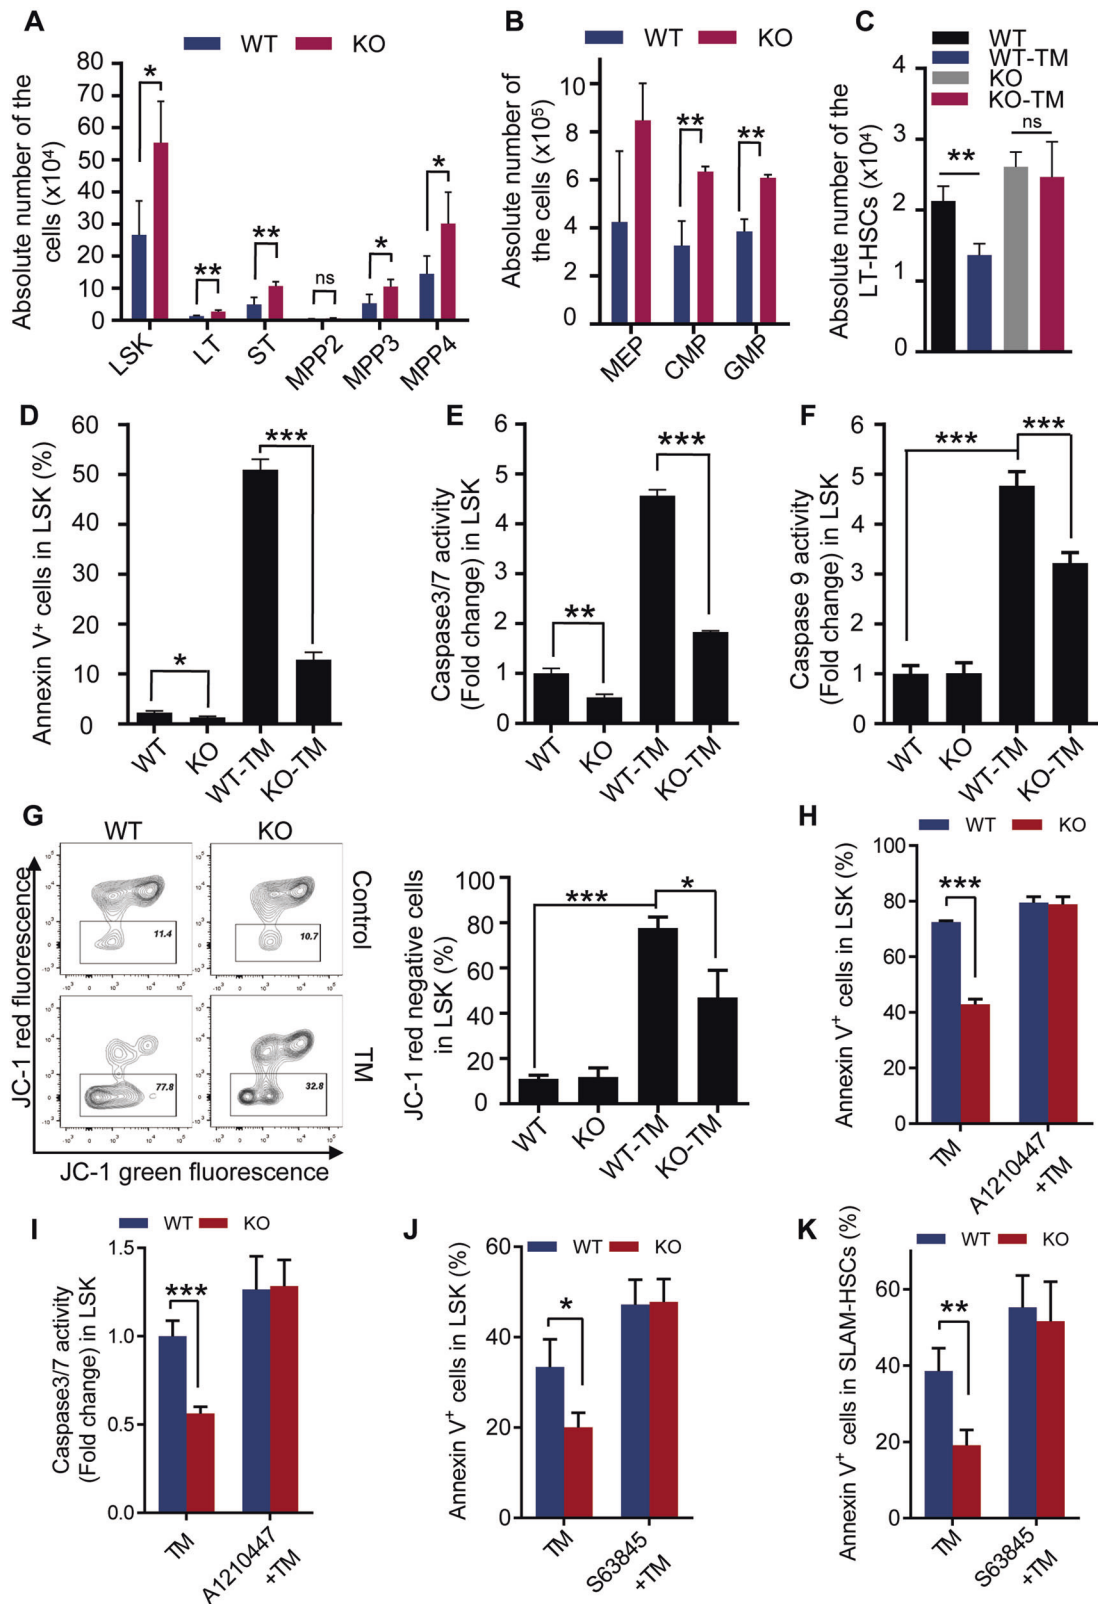 A
WT KO
Absolute number of the
cells (x10⁴)
80
70
60
50
40
30
20
10
0
* ** ** ns * *
LSK LT ST MPP2 MPP3 MPP4
B
WT KO
Absolute number of
the cells (x10⁵)
10
8
6
4
2
0
** **
MEP CMP GMP
C
WT
WT-TM
KO
KO-TM
Absolute number of the
LT-HSCs (x10⁴)
4
3
2
1
0
** ns
D
Annexin V⁺ cells in LSK (%)
60
50
40
30
20
10
0
* ***
WT KO WT-TM KO-TM
E
Caspase3/7 activity
(Fold change) in LSK
6
5
4
3
2
1
0
** ***
WT KO WT-TM KO-TM
F
Caspase 9 activity
(Fold change) in LSK
6
5
4
3
2
1
0
*** ***
WT KO WT-TM KO-TM
G
WT KO
Control
TM
11.4
10.7
77.8
32.8
JC-1 red fluorescence
JC-1 green fluorescence
JC-1 red negative cells
in LSK (%)
100
80
60
40
20
0
*** *
WT KO WT-TM KO-TM
H
WT KO
Annexin V⁺ cells in LSK (%)
100
80
60
40
20
0
***
TM A1210447
+TM
I
WT KO
Caspase3/7 activity
(Fold change) in LSK
1.5
1.0
0.5
0.0
***
TM A1210447
+TM
J
WT KO
Annexin V⁺ cells in LSK (%)
60
40
20
0
*
TM S63845
+TM
K
WT KO
Annexin V⁺ cells in SLAM-HSCs (%)
60
40
20
0
**
TM S63845
+TM